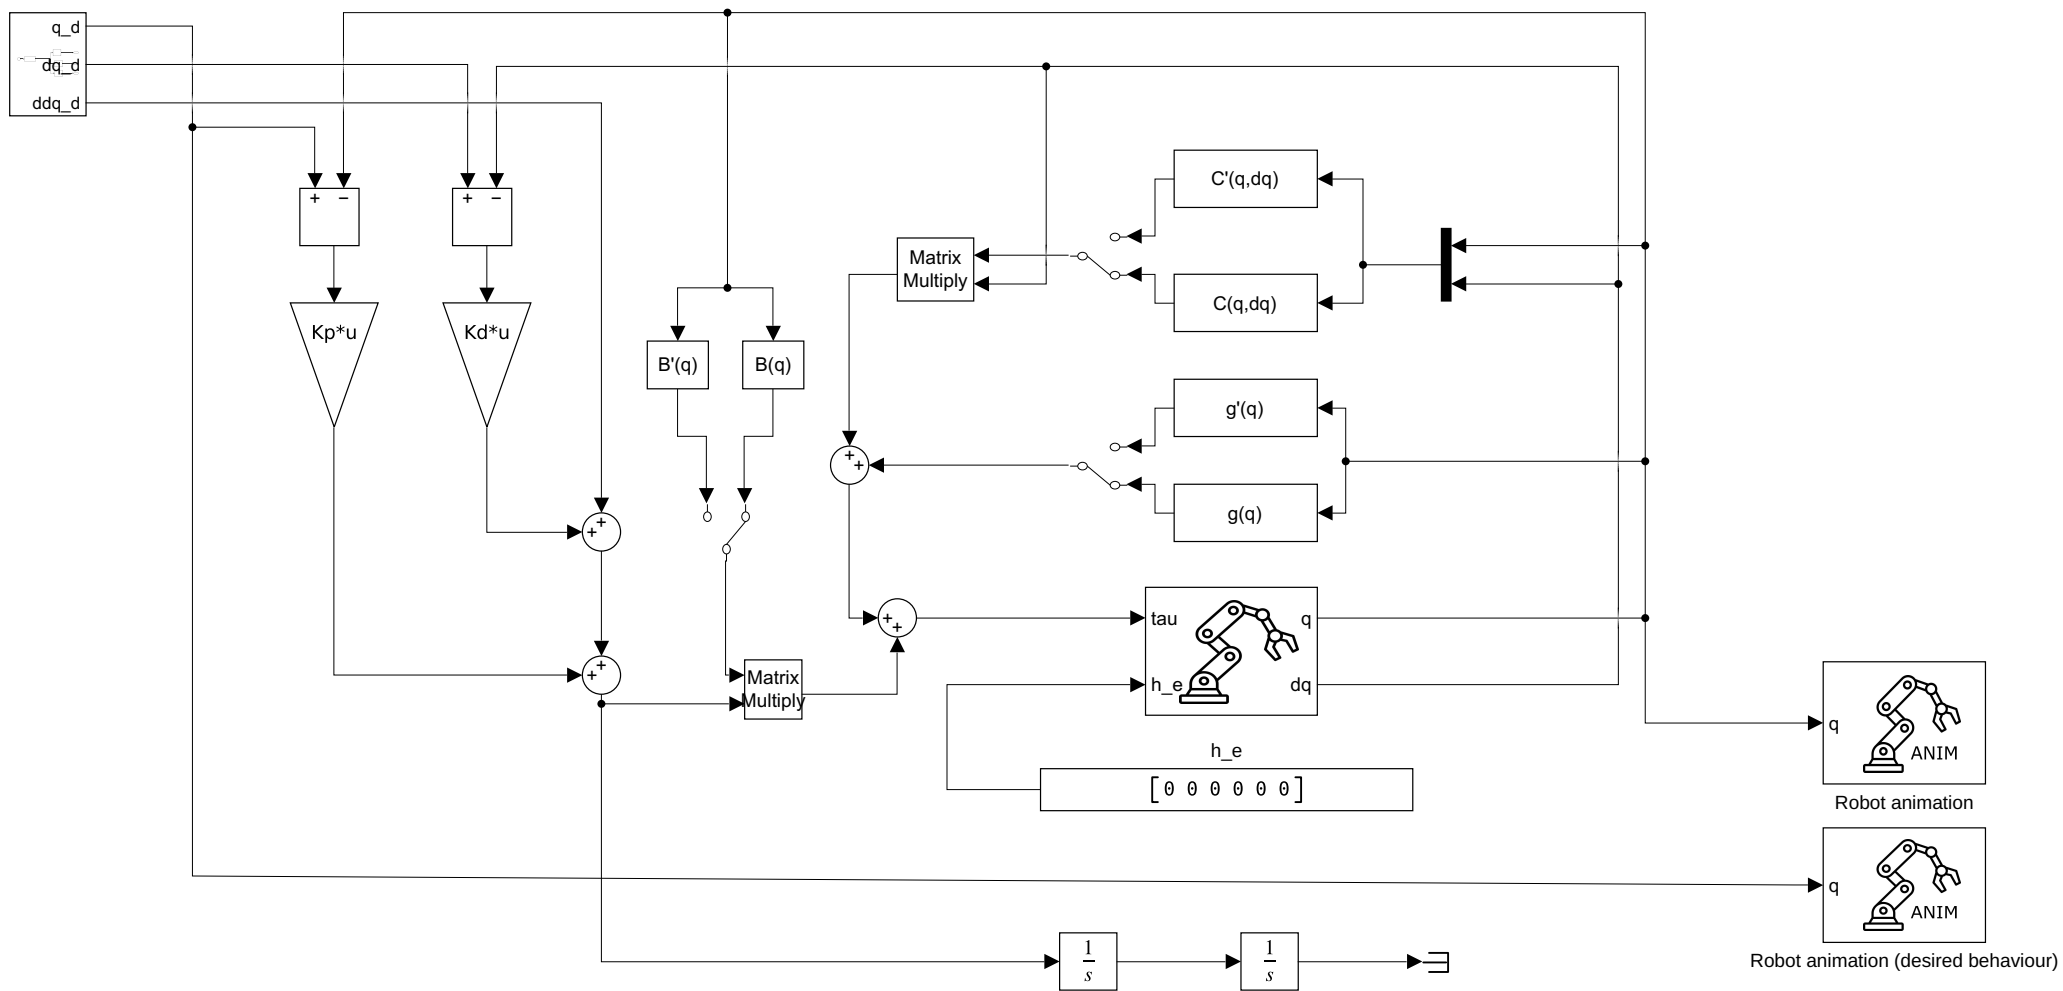 q_d
dq_d
ddq_d
+ −
+ −
Kp*u
Kd*u
B'(q)
B(q)
Matrix
Multiply
C'(q,dq)
C(q,dq)
g'(q)
g(q)
+
+
+
+
+
+
+
+
Matrix
Multiply
tau
h_e
q
dq
h_e
[0 0 0 0 0 0]
q
ANIM
Robot animation
q
ANIM
Robot animation (desired behaviour)
1
s
1
s